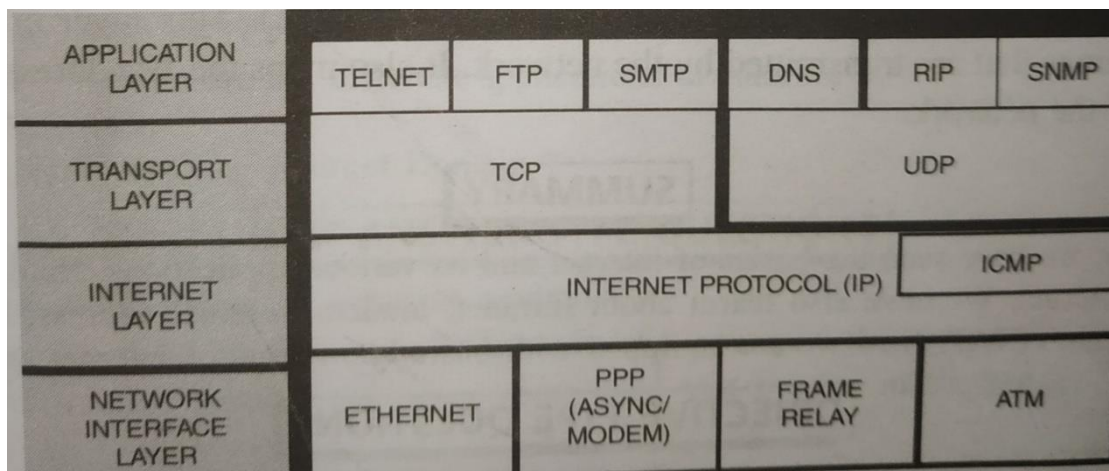 APPLICATION
LAYER
TELNET FTP SMTP DNS RIP SNMP
TRANSPORT
LAYER
TCP UDP
INTERNET
LAYER
INTERNET PROTOCOL (IP) ICMP
NETWORK
INTERFACE
LAYER
ETHERNET
PPP
(ASYNC/
MODEM)
FRAME
RELAY
ATM